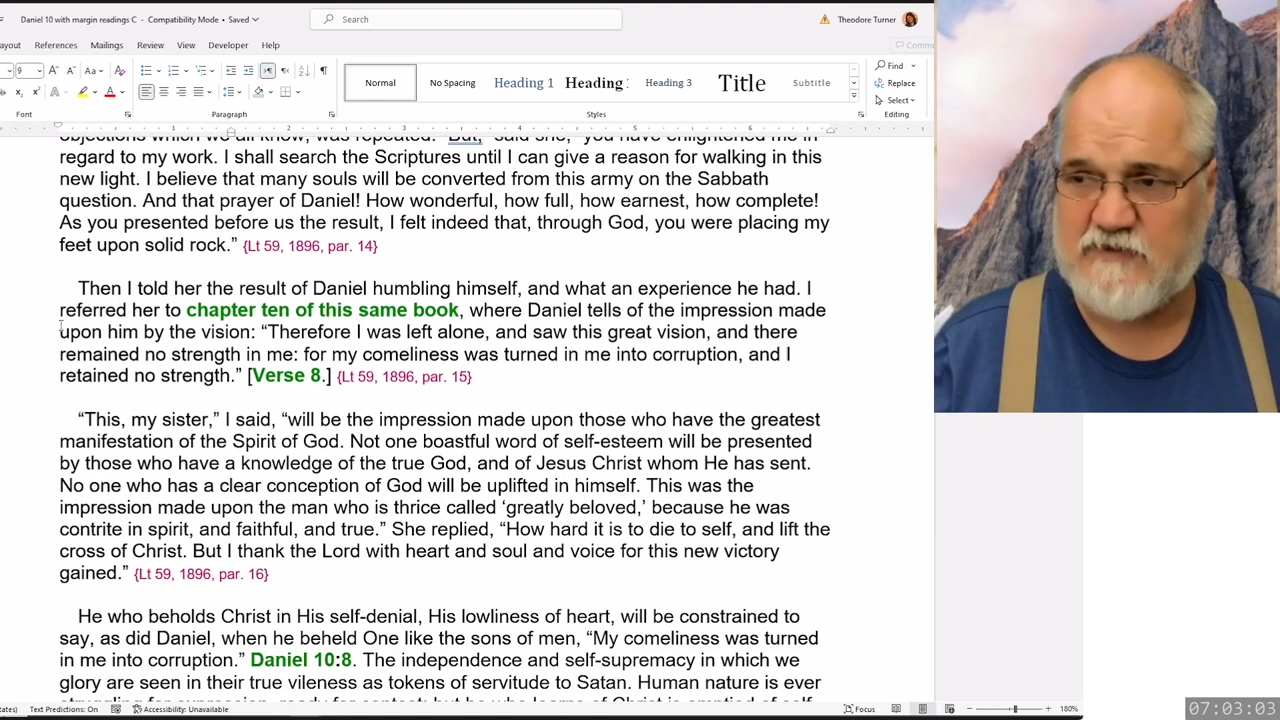 Daniel 10 with margin readings C - Compatibility Mode • Saved
Search
Theodore Turner
ayout References Mailings Review View Developer Help
Comme
9
Aa
Normal
No Spacing
Heading 1
Heading
Heading 3
Title
Subtitle
Find
Replace
Select
Font
Paragraph
Styles
Editing
2 3 4 5 6
regard to my work. I shall search the Scriptures until I can give a reason for walking in this
new light. I believe that many souls will be converted from this army on the Sabbath
question. And that prayer of Daniel! How wonderful, how full, how earnest, how complete!
As you presented before us the result, I felt indeed that, through God, you were placing my
feet upon solid rock.” {Lt 59, 1896, par. 14}
Then I told her the result of Daniel humbling himself, and what an experience he had. I
referred her to chapter ten of this same book, where Daniel tells of the impression made
upon him by the vision: “Therefore I was left alone, and saw this great vision, and there
remained no strength in me: for my comeliness was turned in me into corruption, and I
retained no strength.” [Verse 8.] {Lt 59, 1896, par. 15}
“This, my sister,” I said, “will be the impression made upon those who have the greatest
manifestation of the Spirit of God. Not one boastful word of self-esteem will be presented
by those who have a knowledge of the true God, and of Jesus Christ whom He has sent.
No one who has a clear conception of God will be uplifted in himself. This was the
impression made upon the man who is thrice called ‘greatly beloved,’ because he was
contrite in spirit, and faithful, and true.” She replied, “How hard it is to die to self, and lift the
cross of Christ. But I thank the Lord with heart and soul and voice for this new victory
gained.” {Lt 59, 1896, par. 16}
He who beholds Christ in His self-denial, His lowliness of heart, will be constrained to
say, as did Daniel, when he beheld One like the sons of men, “My comeliness was turned
in me into corruption.” Daniel 10:8. The independence and self-supremacy in which we
glory are seen in their true vileness as tokens of servitude to Satan. Human nature is ever
tates) Text Predictions: On Accessibility: Unavailable Focus 180%
07:03:03